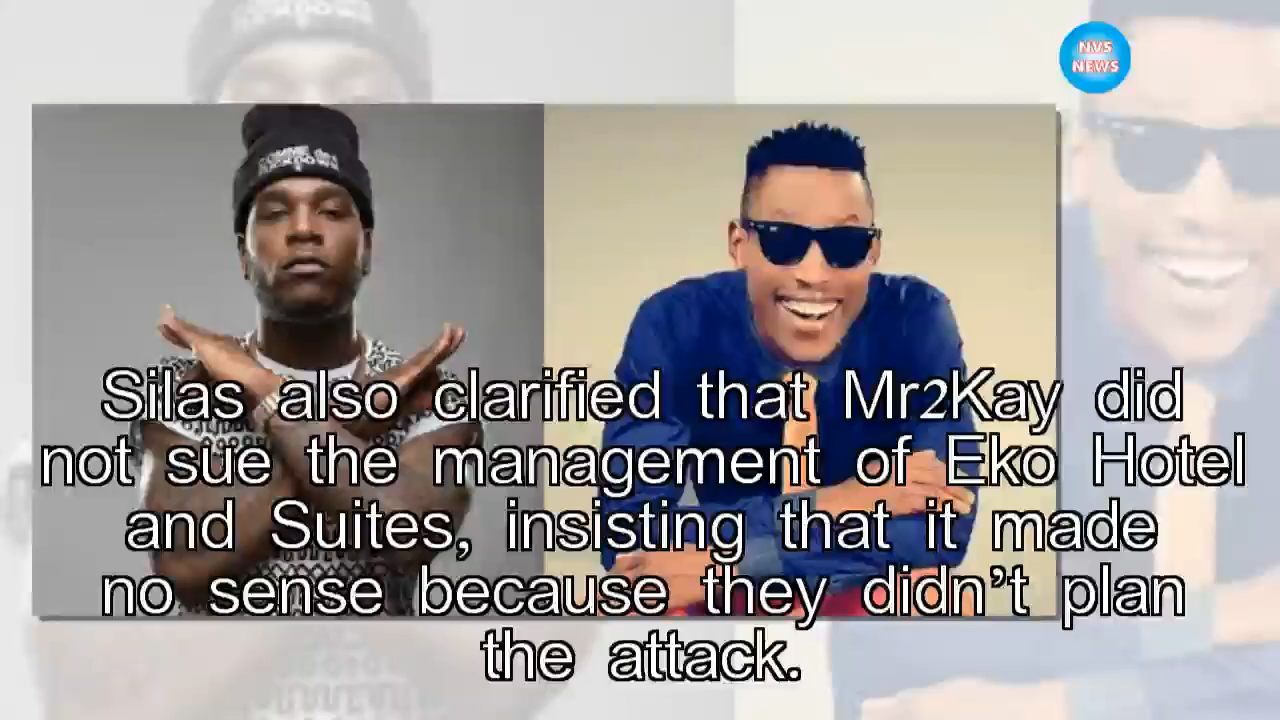 NVS
NEWS
Silas also clarified that Mr2Kay did
not sue the management of Eko Hotel
and Suites, insisting that it made
no sense because they didn't plan
the attack.